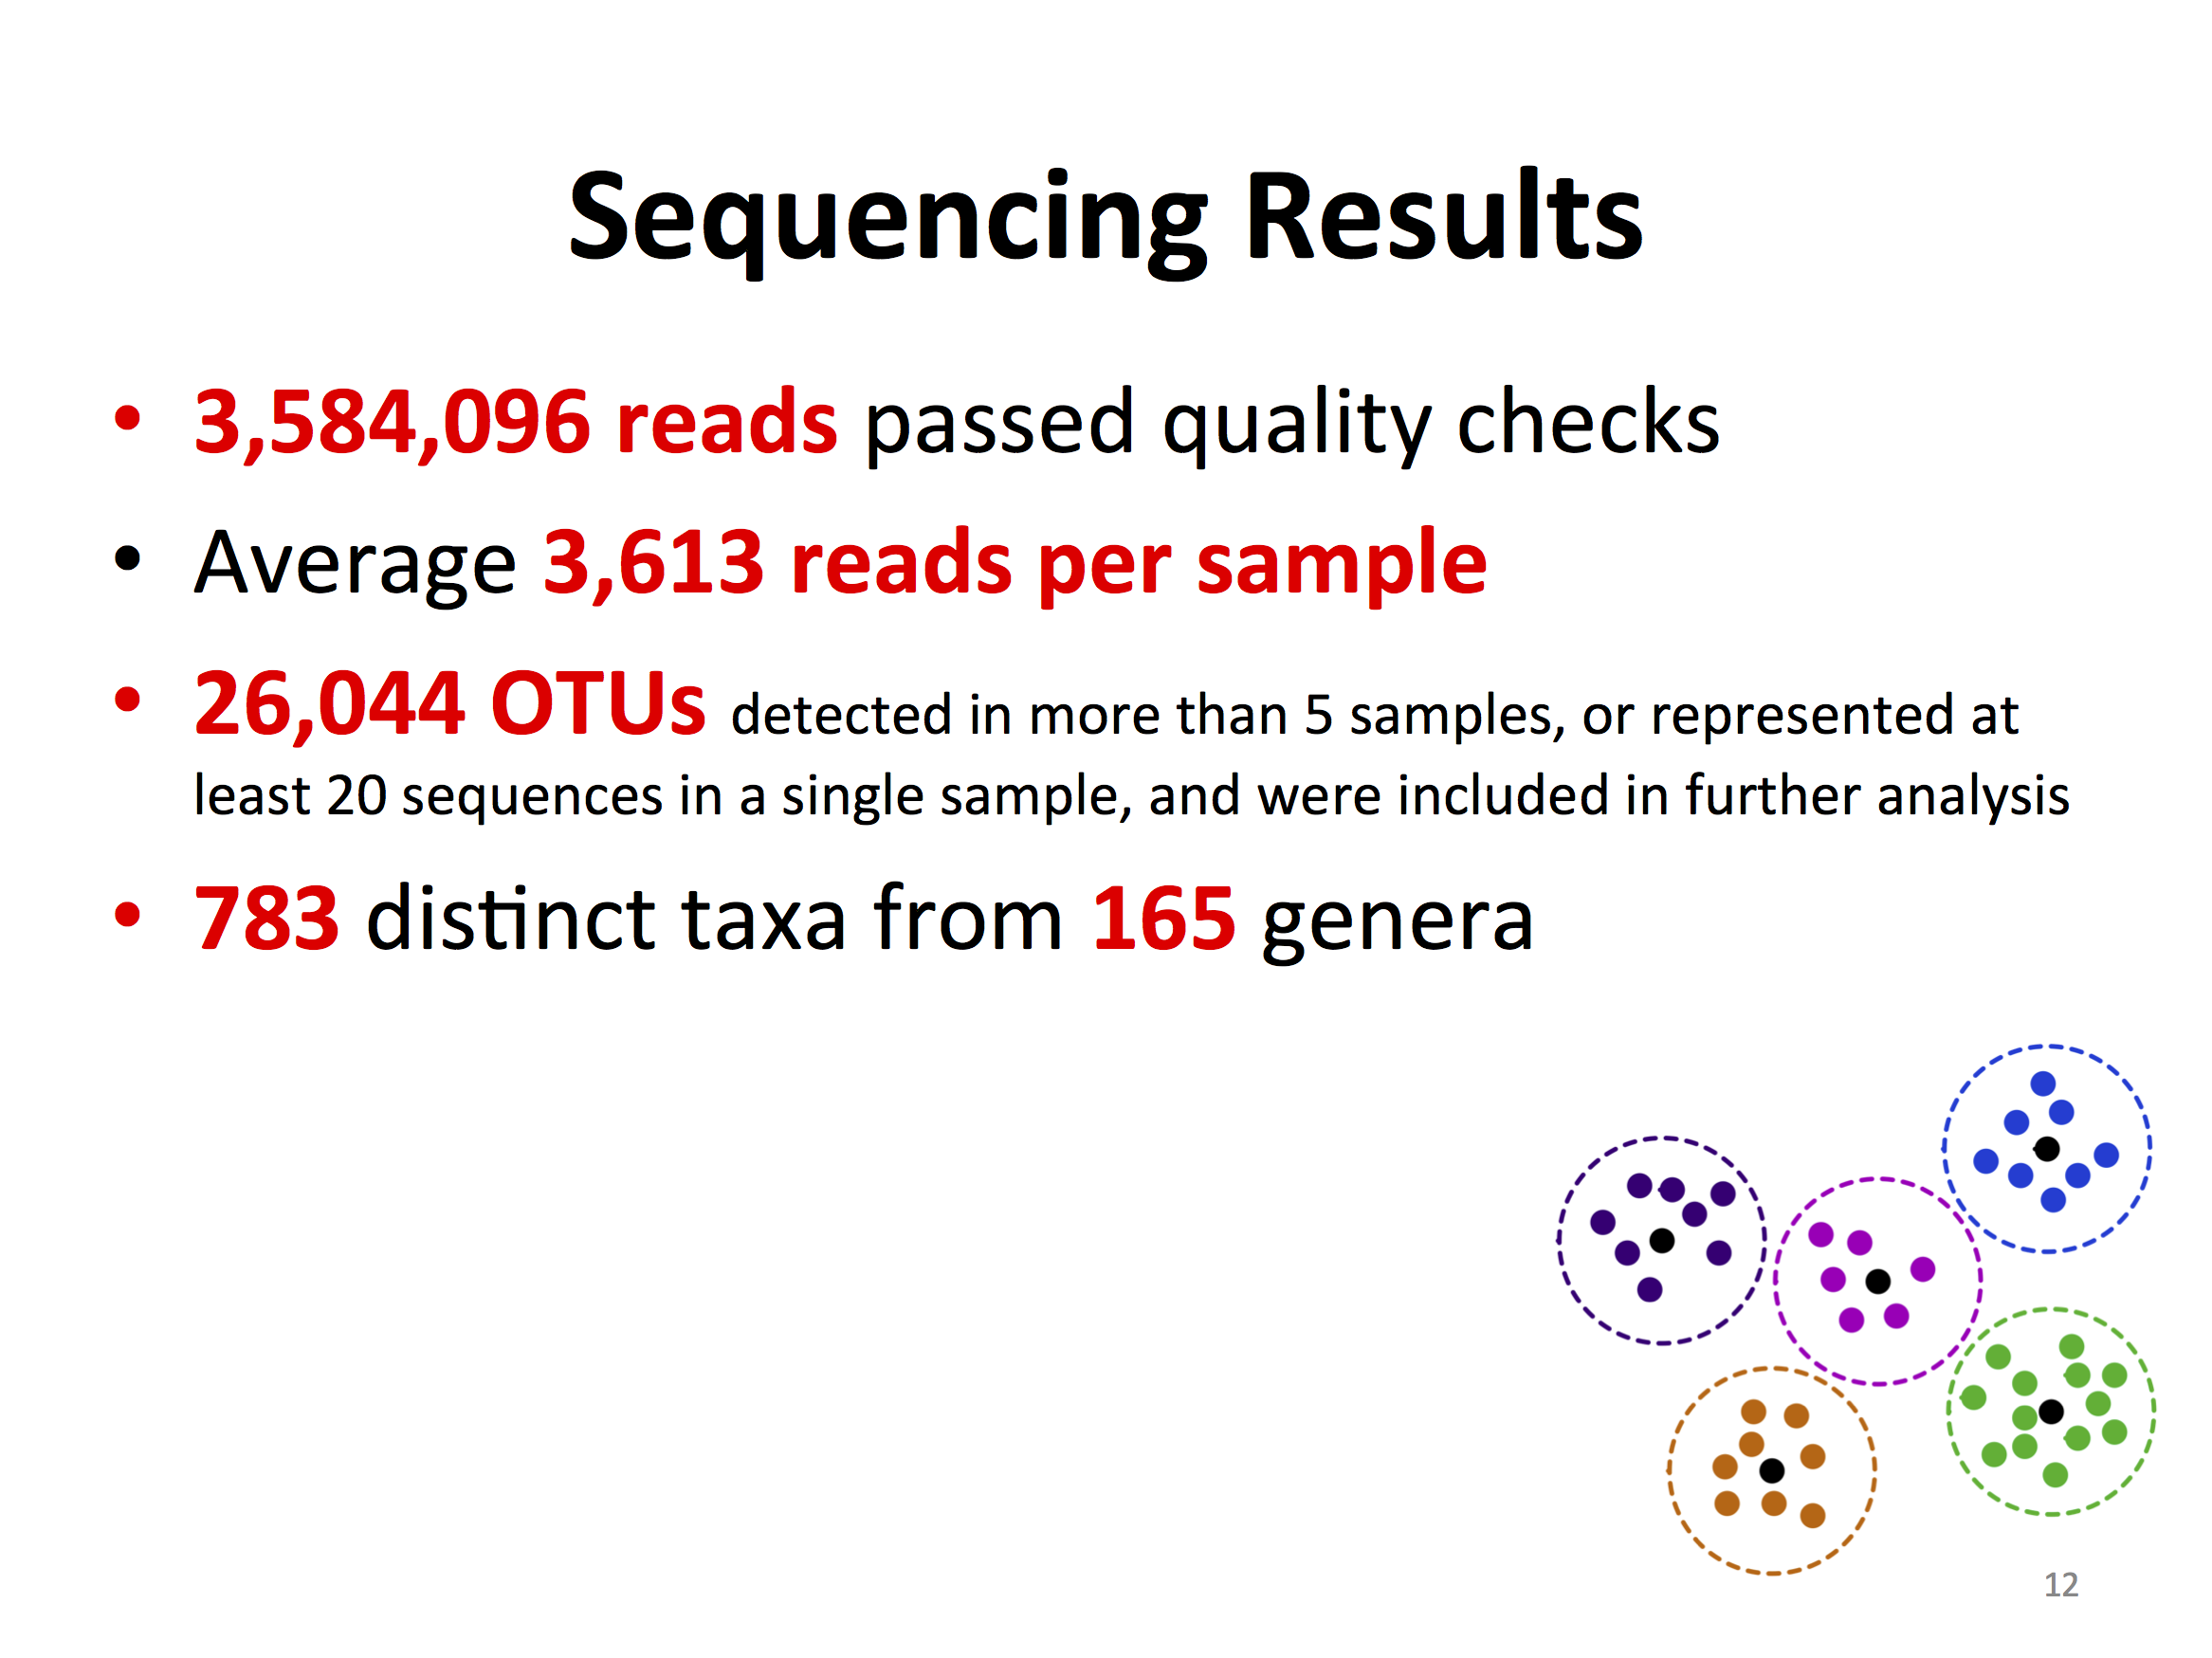 Sequencing Results
• 3,584,096 reads passed quality checks
• Average 3,613 reads per sample
• 26,044 OTUs detected in more than 5 samples, or represented at
least 20 sequences in a single sample, and were included in further analysis
• 783 distinct taxa from 165 genera
12